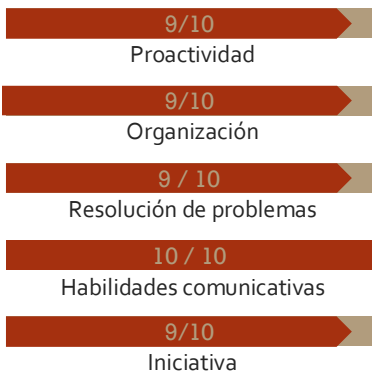 9/10
Proactividad
9/10
Organización
9 / 10
Resolución de problemas
10 / 10
Habilidades comunicativas
9/10
Iniciativa